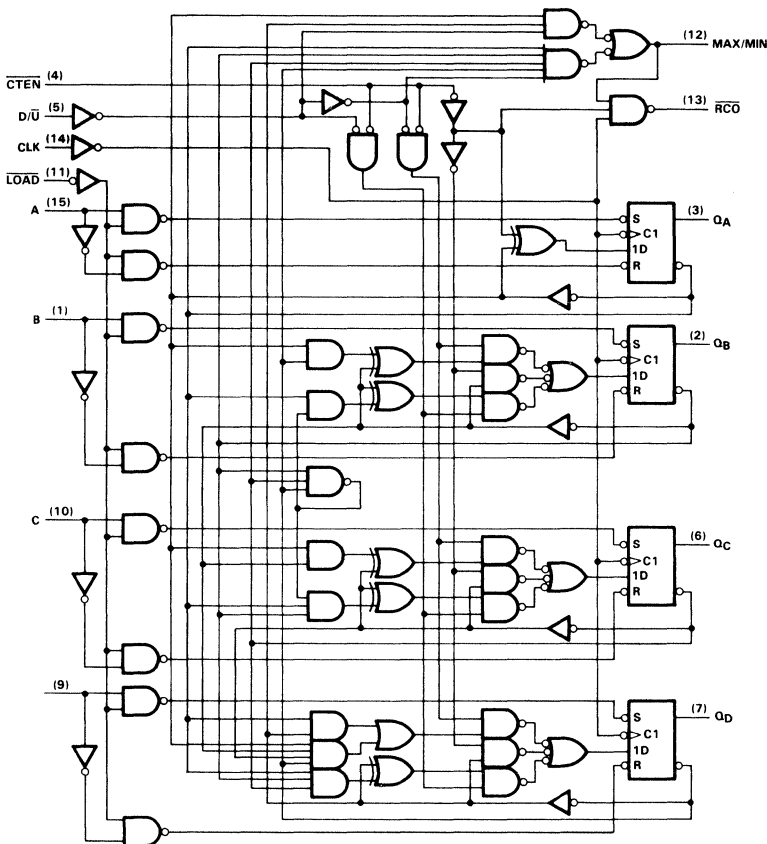 (12) MAX/MIN
CTEN (4)
(13) RCO
D/U (5)
CLK (14)
LOAD (11)
A (15)
S
C1
1D
R
(3) QA
B (1)
S
C1
1D
R
(2) QB
C (10)
S
C1
1D
R
(6) QC
(9)
S
C1
1D
R
(7) QD